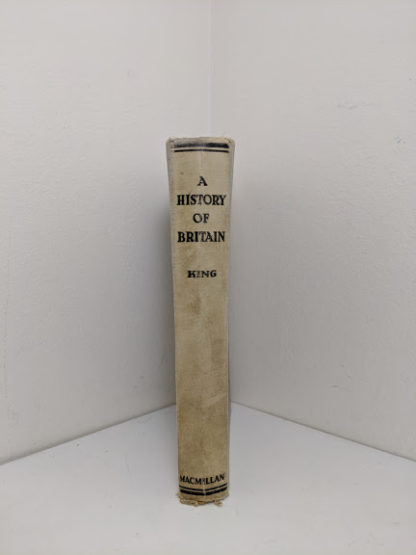 A
HISTORY
OF
BRITAIN
KING
MACMILLAN